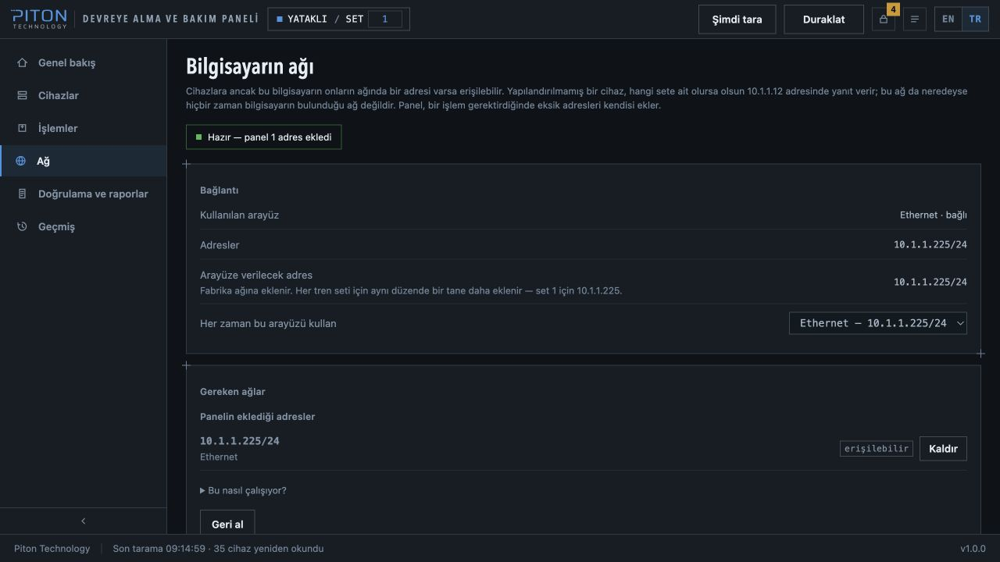 PITON
TECHNOLOGY
DEVREYE ALMA VE BAKIM PANELİ
YATAKLI / SET 1
Şimdi tara
Duraklat
4
EN
TR
Genel bakış
Cihazlar
İşlemler
Ağ
Doğrulama ve raporlar
Geçmiş
Bilgisayarın ağı
Cihazlara ancak bu bilgisayarın onların ağında bir adresi varsa erişilebilir. Yapılandırılmamış bir cihaz, hangi sete ait olursa olsun 10.1.1.12 adresinde yanıt verir; bu ağ da neredeyse
hiçbir zaman bilgisayarın bulunduğu ağ değildir. Panel, bir işlem gerektirdiğinde eksik adresleri kendisi ekler.
Hazır — panel 1 adres ekledi
Bağlantı
Kullanılan arayüz
Ethernet · bağlı
Adresler
10.1.1.225/24
Arayüze verilecek adres
Fabrika ağına eklenir. Her tren seti için aynı düzende bir tane daha eklenir — set 1 için 10.1.1.225.
10.1.1.225/24
Her zaman bu arayüzü kullan
Ethernet — 10.1.1.225/24
Gereken ağlar
Panelin eklediği adresler
10.1.1.225/24
Ethernet
erişilebilir
Kaldır
Bu nasıl çalışıyor?
Geri al
Piton Technology
Son tarama 09:14:59 · 35 cihaz yeniden okundu
v1.0.0